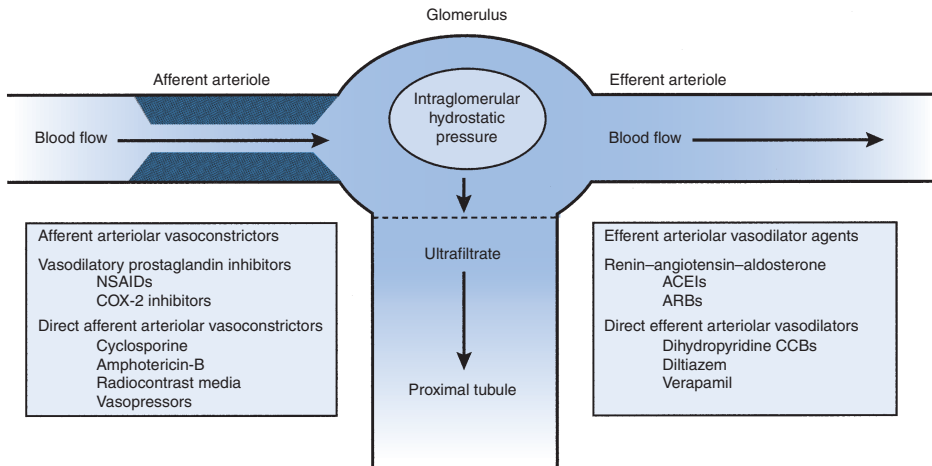 Glomerulus
Afferent arteriole
Efferent arteriole
Intraglomerular
hydrostatic
pressure
Blood flow
Blood flow
Afferent arteriolar vasoconstrictors
Vasodilatory prostaglandin inhibitors
NSAIDs
COX-2 inhibitors
Direct afferent arteriolar vasoconstrictors
Cyclosporine
Amphotericin-B
Radiocontrast media
Vasopressors
Ultrafiltrate
Proximal tubule
Efferent arteriolar vasodilator agents
Renin–angiotensin–aldosterone
ACEIs
ARBs
Direct efferent arteriolar vasodilators
Dihydropyridine CCBs
Diltiazem
Verapamil